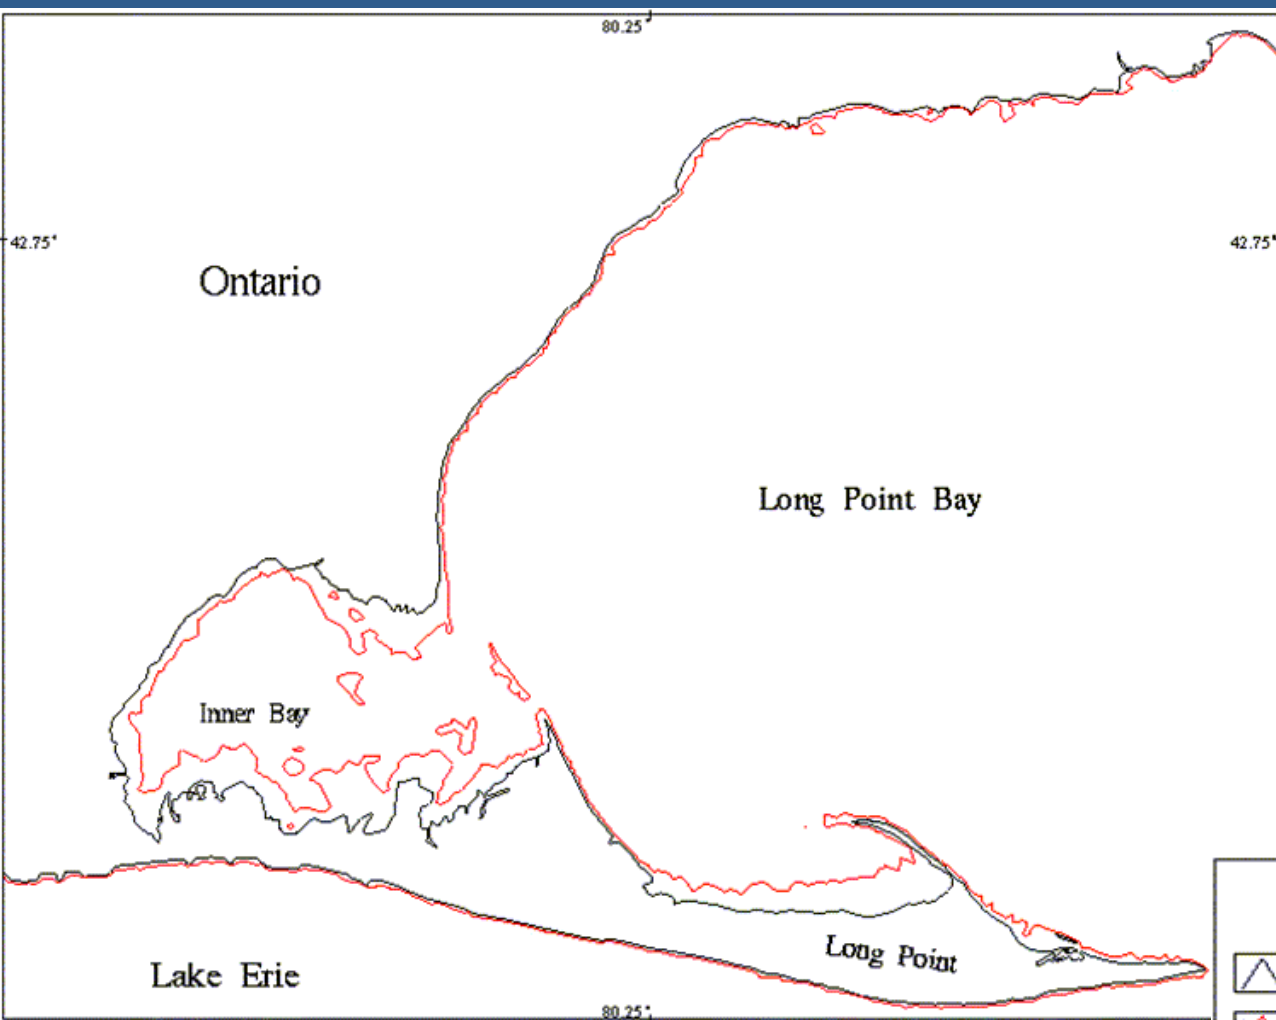 80.25°
42.75°
42.75°
Ontario
Long Point Bay
Inner Bay
Long Point
Lake Erie
80.25°